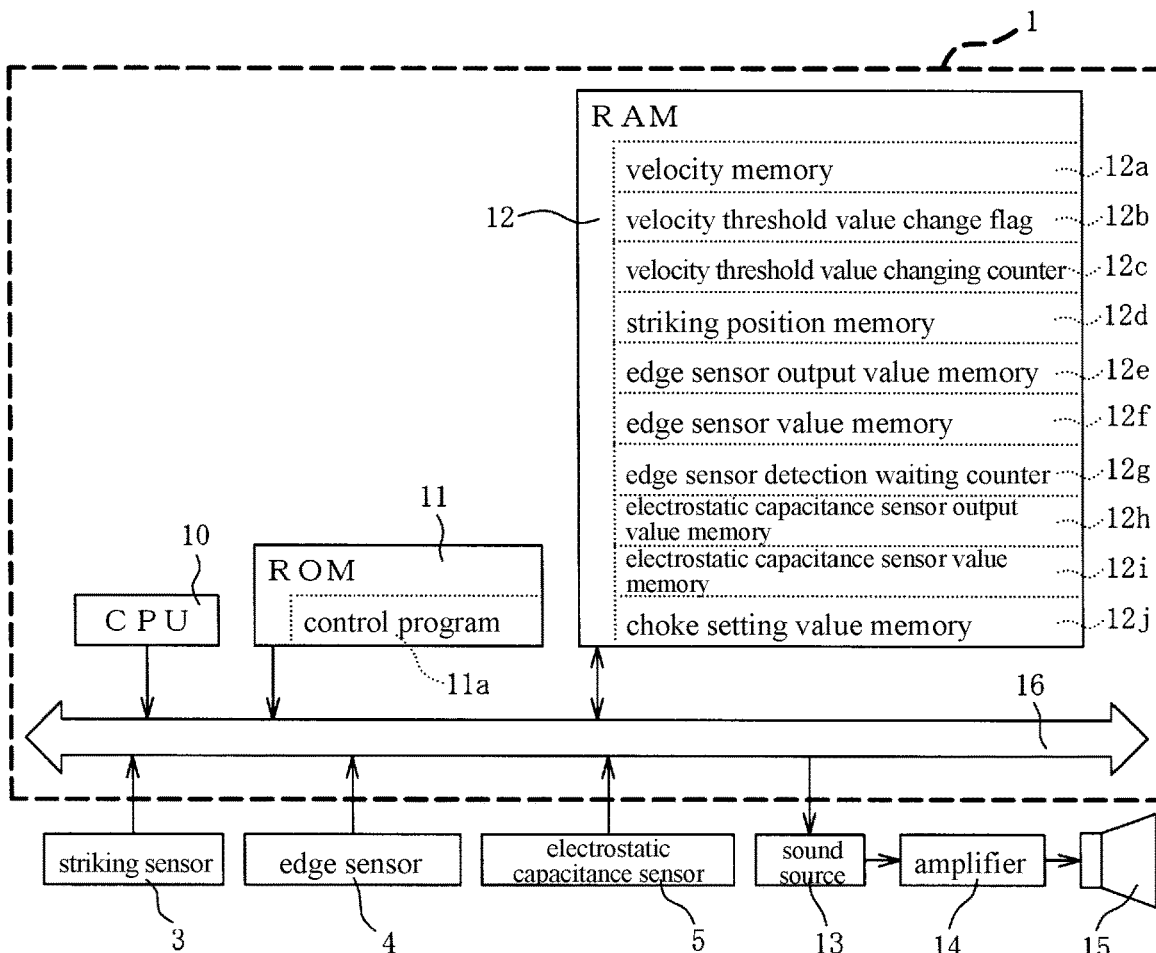 1
RAM
velocity memory
12a
12
velocity threshold value change flag
12b
velocity threshold value changing counter
12c
striking position memory
12d
edge sensor output value memory
12e
edge sensor value memory
12f
edge sensor detection waiting counter
12g
electrostatic capacitance sensor output
value memory
12h
electrostatic capacitance sensor value
memory
12i
choke setting value memory
12j
10
CPU
11
ROM
control program
11a
16
striking sensor
edge sensor
electrostatic
capacitance sensor
sound
source
amplifier
3
4
5
13
14
15